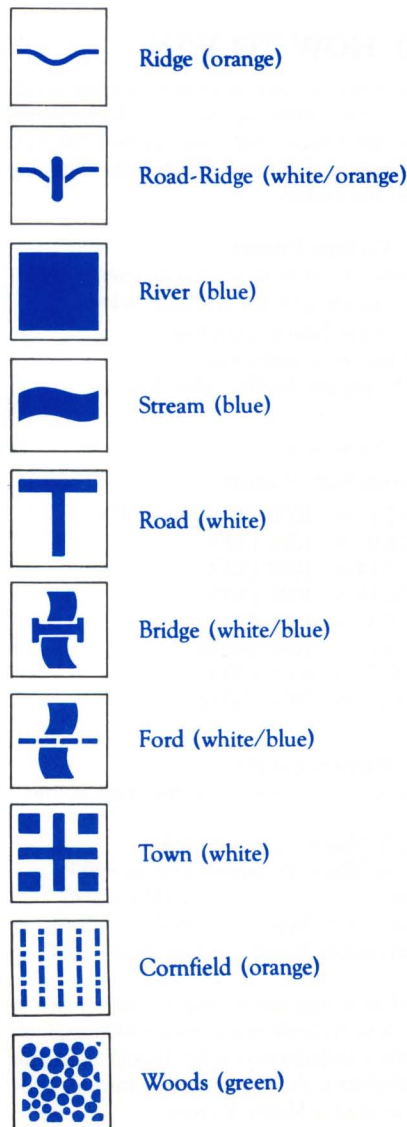 Ridge (orange)
Road-Ridge (white/orange)
River (blue)
Stream (blue)
Road (white)
Bridge (white/blue)
Ford (white/blue)
Town (white)
Cornfield (orange)
Woods (green)